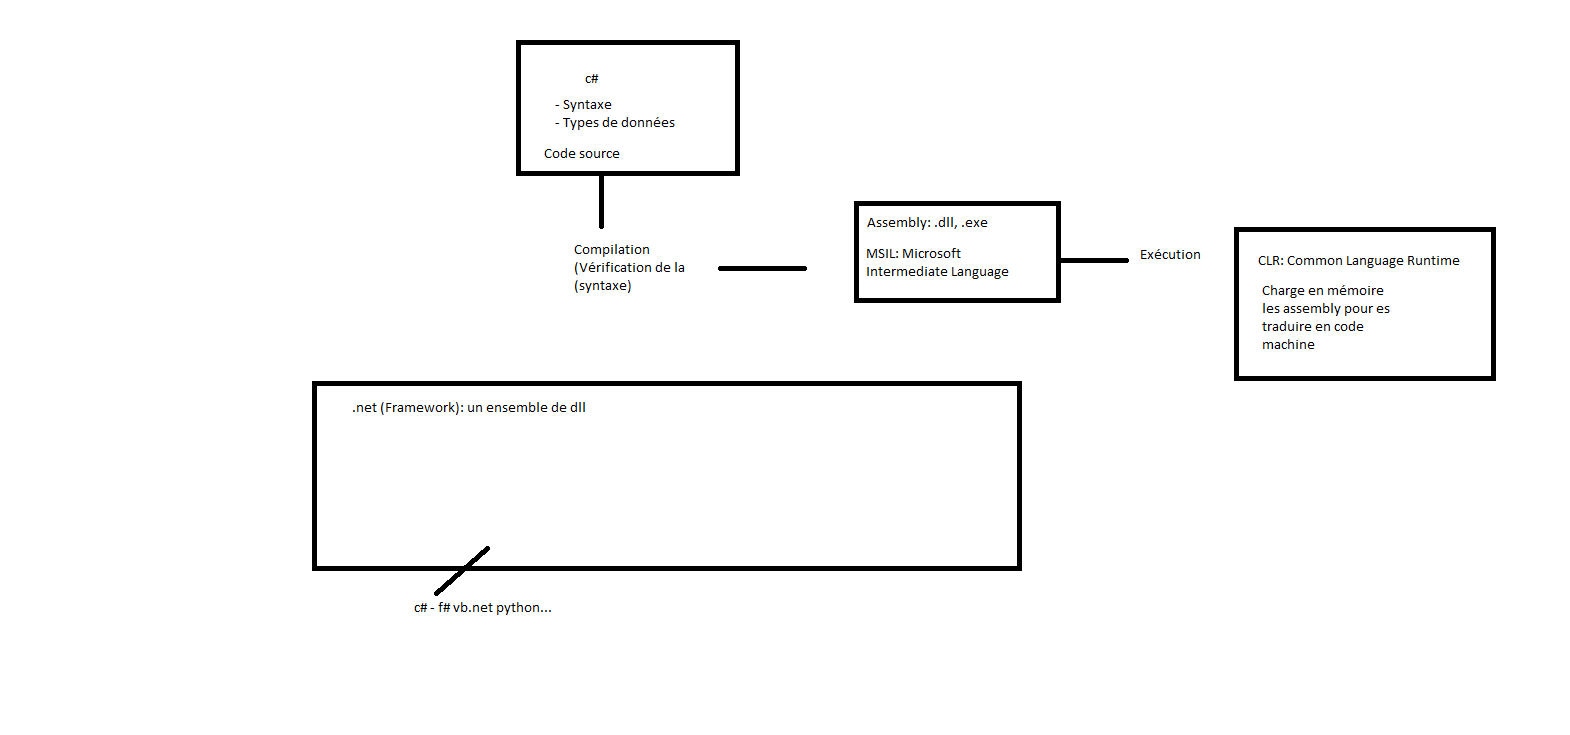 c#
- Syntaxe
- Types de données
Code source
Compilation
(Vérification de la
(syntaxe)
Assembly: .dll, .exe
MSIL: Microsoft
Intermediate Language
Exécution
CLR: Common Language Runtime
Charge en mémoire
les assembly pour es
traduire en code
machine
.net (Framework): un ensemble de dll
c# - f# vb.net python...